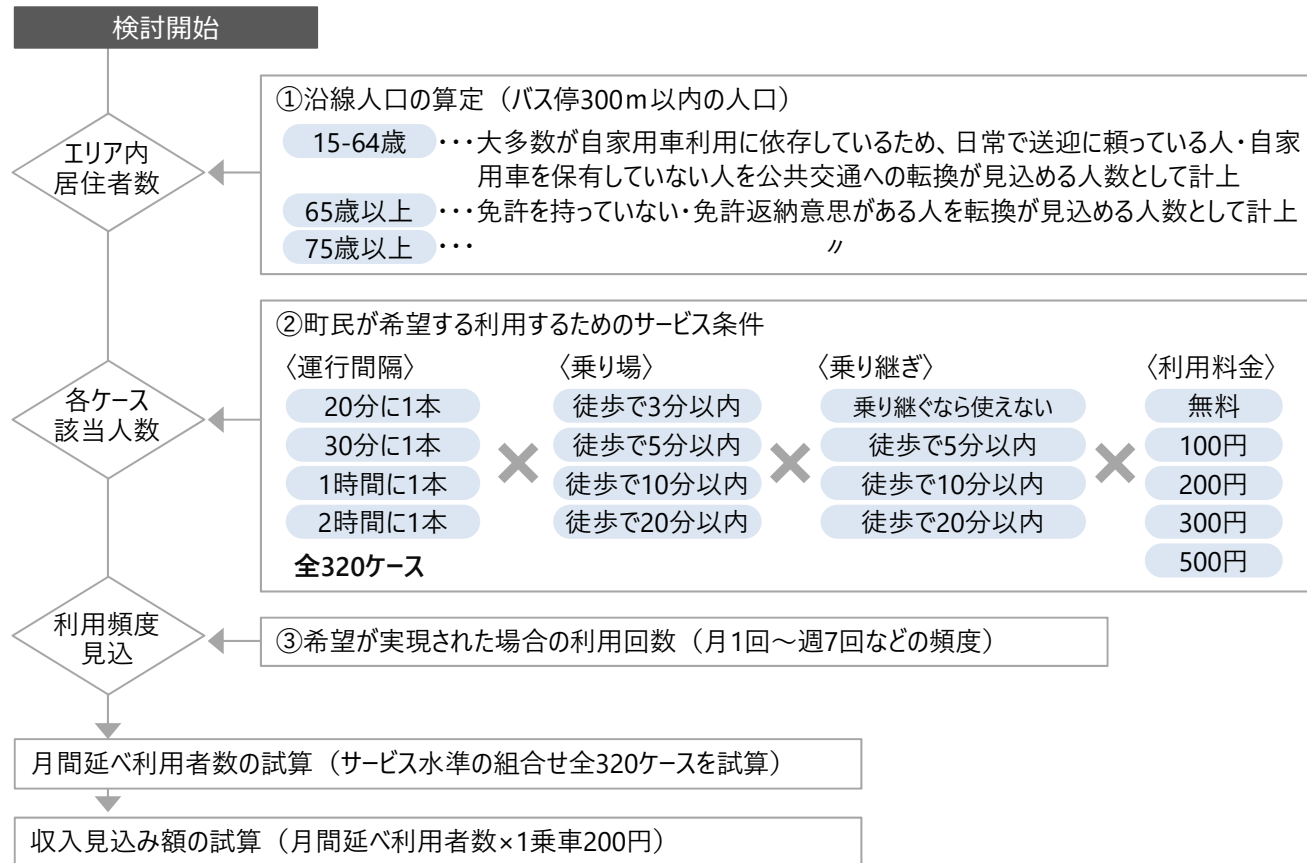 検討開始
エリア内
居住者数
①沿線人口の算定（バス停300ｍ以内の人口）
15-64歳 ・・・大多数が自家用車利用に依存しているため、日常で送迎に頼っている人・自家
用車を保有していない人を公共交通への転換が見込める人数として計上
65歳以上 ・・・免許を持っていない・免許返納意思がある人を転換が見込める人数として計上
75歳以上 ・・・ 〃
各ケース
該当人数
②町民が希望する利用するためのサービス条件
〈運行間隔〉 〈乗り場〉 〈乗り継ぎ〉 〈利用料金〉
20分に1本 徒歩で3分以内 乗り継ぐなら使えない 無料
30分に1本 徒歩で5分以内 徒歩で5分以内 100円
1時間に1本 徒歩で10分以内 徒歩で10分以内 200円
2時間に1本 徒歩で20分以内 徒歩で20分以内 300円
全320ケース 500円
利用頻度
見込
③希望が実現された場合の利用回数（月1回～週7回などの頻度）
月間延べ利用者数の試算（サービス水準の組合せ全320ケースを試算）
収入見込み額の試算（月間延べ利用者数×1乗車200円）